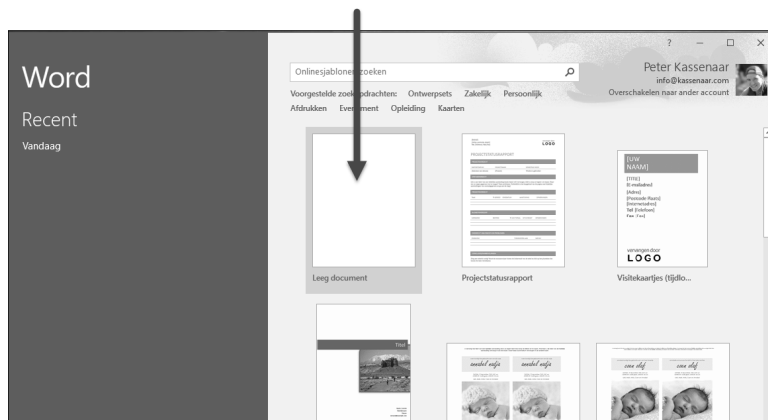 Word
Recent
Vandaag
Onlinesjablonen zoeken
Voorgestelde zoekopdrachten: Ontwerpsets Zakelijk Persoonlijk
Afdrukken Evenement Opleiding Kaarten
Peter Kassenaar
info@kassenaar.com
Overschakelen naar ander account
Leeg document
LOGO
PROJECTSTATUSRAPPORT
Projectstatusrapport
[UW
NAAM]
[TITEL]
[E-mailadres]
[Adres]
[Postcode Plaats]
[Internetadres]
Tel [Telefoon]
Fax [Fax]
vervangen door
LOGO
Visitekaartjes (tijdlo...
Titel